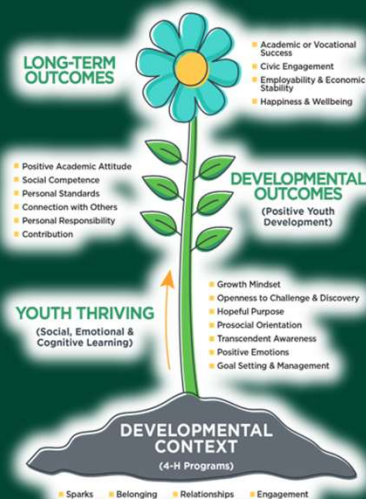 LONG-TERM
OUTCOMES
Academic or Vocational
Success
Civic Engagement
Employability & Economic
Stability
Happiness & Wellbeing
Positive Academic Attitude
Social Competence
Personal Standards
Connection with Others
Personal Responsibility
Contribution
DEVELOPMENTAL
OUTCOMES
(Positive Youth
Development)
YOUTH THRIVING
(Social, Emotional &
Cognitive Learning)
Growth Mindset
Openness to Challenge & Discovery
Hopeful Purpose
Prosocial Orientation
Transcendent Awareness
Positive Emotions
Goal Setting & Management
DEVELOPMENTAL
CONTEXT
(4-H Programs)
Sparks Belonging Relationships Engagement